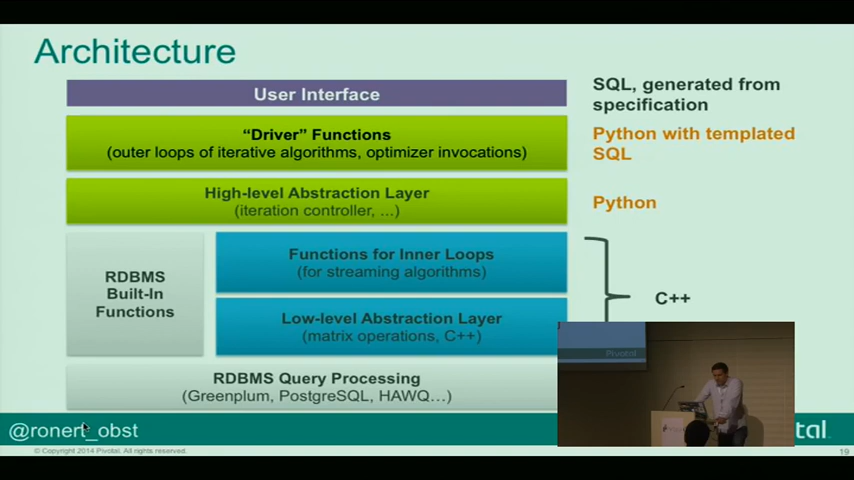 Architecture
User Interface
SQL, generated from
specification
“Driver” Functions
(outer loops of iterative algorithms, optimizer invocations)
Python with templated
SQL
High-level Abstraction Layer
(iteration controller, ...)
Python
RDBMS
Built-In
Functions
Functions for Inner Loops
(for streaming algorithms)
Low-level Abstraction Layer
(matrix operations, C++)
C++
RDBMS Query Processing
(Greenplum, PostgreSQL, HAWQ…)
Pivotal
@ronert_obst
tal.
© Copyright 2014 Pivotal. All rights reserved.
19